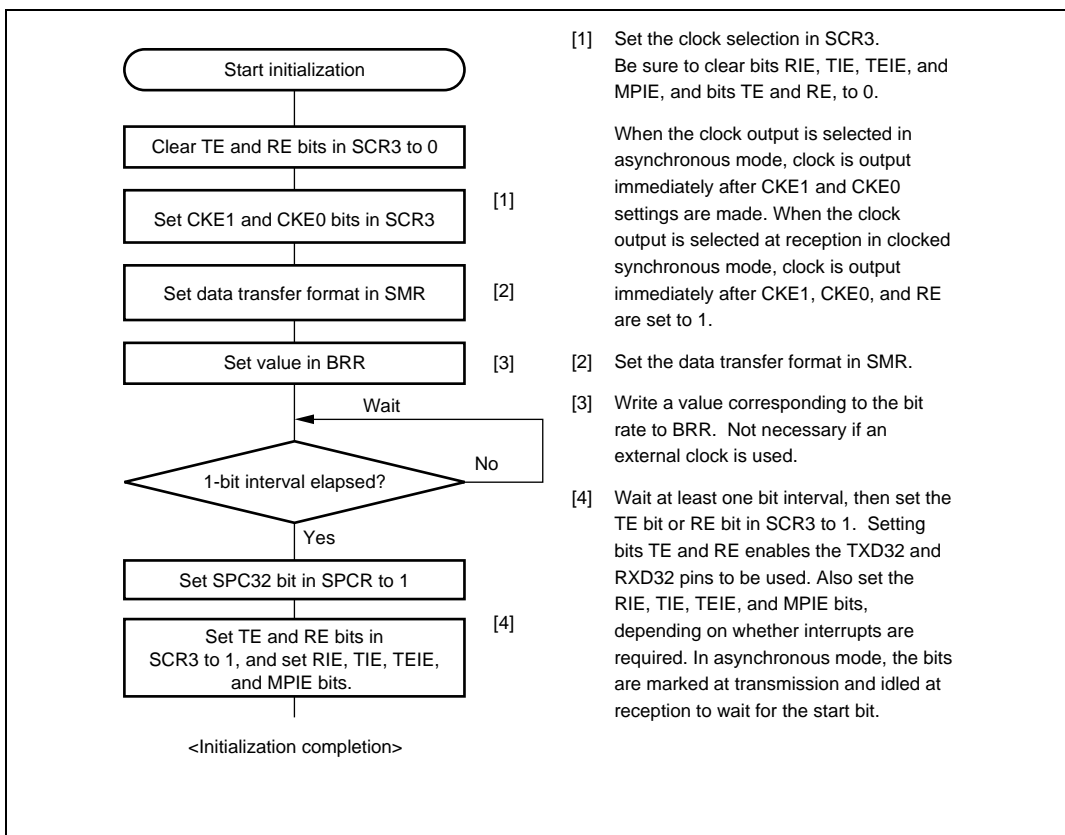 Start initialization
Clear TE and RE bits in SCR3 to 0
Set CKE1 and CKE0 bits in SCR3
[1]
Set data transfer format in SMR
[2]
Set value in BRR
[3]
Wait
1-bit interval elapsed?
No
Yes
Set SPC32 bit in SPCR to 1
Set TE and RE bits in
SCR3 to 1, and set RIE, TIE, TEIE,
and MPIE bits.
[4]
<Initialization completion>
[1] Set the clock selection in SCR3.
Be sure to clear bits RIE, TIE, TEIE, and
MPIE, and bits TE and RE, to 0.
When the clock output is selected in
asynchronous mode, clock is output
immediately after CKE1 and CKE0
settings are made. When the clock
output is selected at reception in clocked
synchronous mode, clock is output
immediately after CKE1, CKE0, and RE
are set to 1.
[2] Set the data transfer format in SMR.
[3] Write a value corresponding to the bit
rate to BRR. Not necessary if an
external clock is used.
[4] Wait at least one bit interval, then set the
TE bit or RE bit in SCR3 to 1. Setting
bits TE and RE enables the TXD32 and
RXD32 pins to be used. Also set the
RIE, TIE, TEIE, and MPIE bits,
depending on whether interrupts are
required. In asynchronous mode, the bits
are marked at transmission and idled at
reception to wait for the start bit.